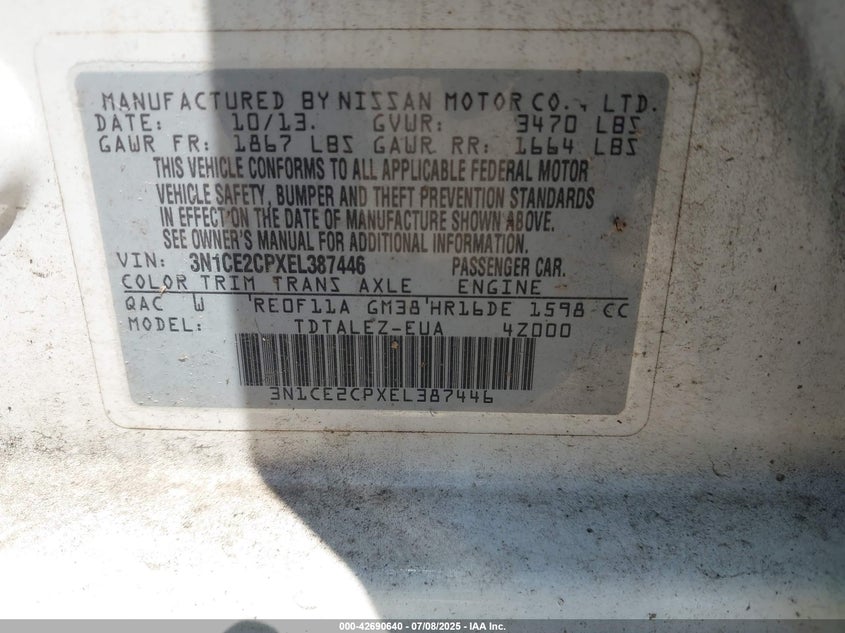 MANUFACTURED BY NISSAN MOTOR CO., LTD.
DATE: 10/13. GVWR: 3470 LBS
GAWR FR: 1867 LBS GAWR RR: 1664 LBS
THIS VEHICLE CONFORMS TO ALL APPLICABLE FEDERAL MOTOR
VEHICLE SAFETY, BUMPER AND THEFT PREVENTION STANDARDS
IN EFFECT ON THE DATE OF MANUFACTURE SHOWN ABOVE.
SEE OWNER'S MANUAL FOR ADDITIONAL INFORMATION.
VIN: 3N1CE2CPXEL387446 PASSENGER CAR.
COLOR TRIM TRANS AXLE ENGINE
QAC W RE0F11A GM38 HR16DE 1598 CC
MODEL: TDTALEZ-EUA 4Z000
3N1CE2CPXEL387446
000-42690640 - 07/08/2025 - IAA Inc.